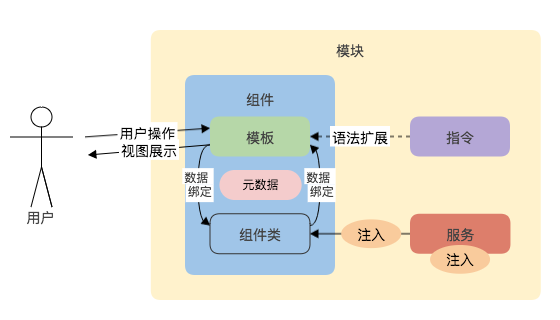 模块
组件
用户操作
视图展示
模板
语法扩展
指令
数据
绑定
元数据
数据
绑定
用户
组件类
注入
服务
注入